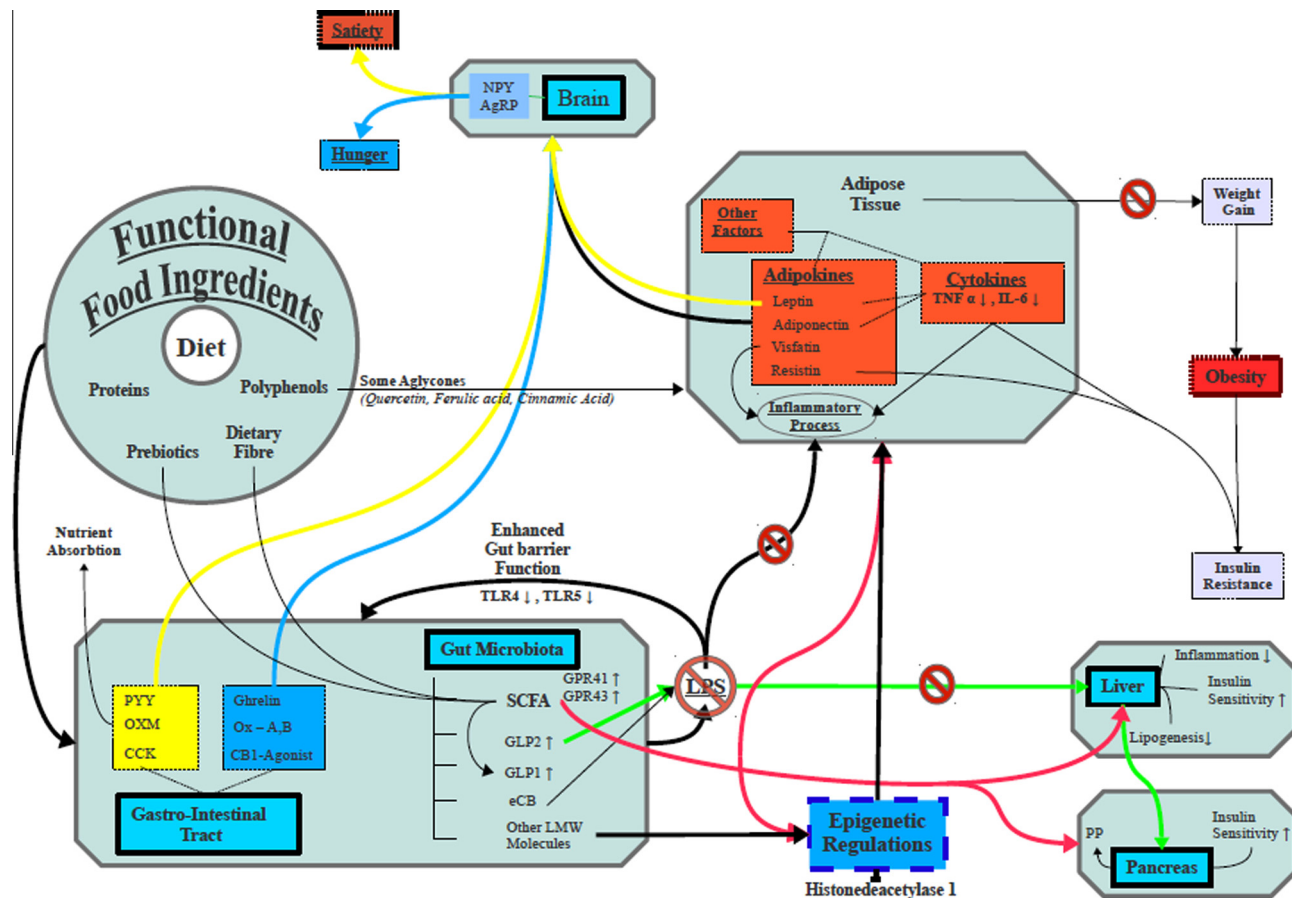 Satiety
NPY
AgRP
Brain
Hunger
Functional
Food Ingredients
Diet
Proteins
Polyphenols
Prebiotics
Dietary
Fibre
Some Aglycones
(Quercetin, Ferulic acid, Cinnamic Acid)
Adipose
Tissue
Other
Factors
Adipokines
Leptin
Adiponectin
Visfatin
Resistin
Cytokines
TNF α ↓ , IL-6 ↓
Inflammatory
Process
Weight
Gain
Obesity
Insulin
Resistance
Nutrient
Absorbtion
Enhanced
Gut barrier
Function
TLR4 ↓ , TLR5 ↓
Gut Microbiota
PYY
OXM
CCK
Ghrelin
Ox – A,B
CB1-Agonist
Gastro-Intestinal
Tract
SCFA
GPR41 ↑
GPR43 ↑
GLP2 ↑
GLP1 ↑
eCB
Other LMW
Molecules
LPS
Epigenetic
Regulations
Histonedeacetylase 1
Liver
Inflammation ↓
Insulin
Sensitivity ↑
Lipogenesis↓
PP
Insulin
Sensitivity ↑
Pancreas